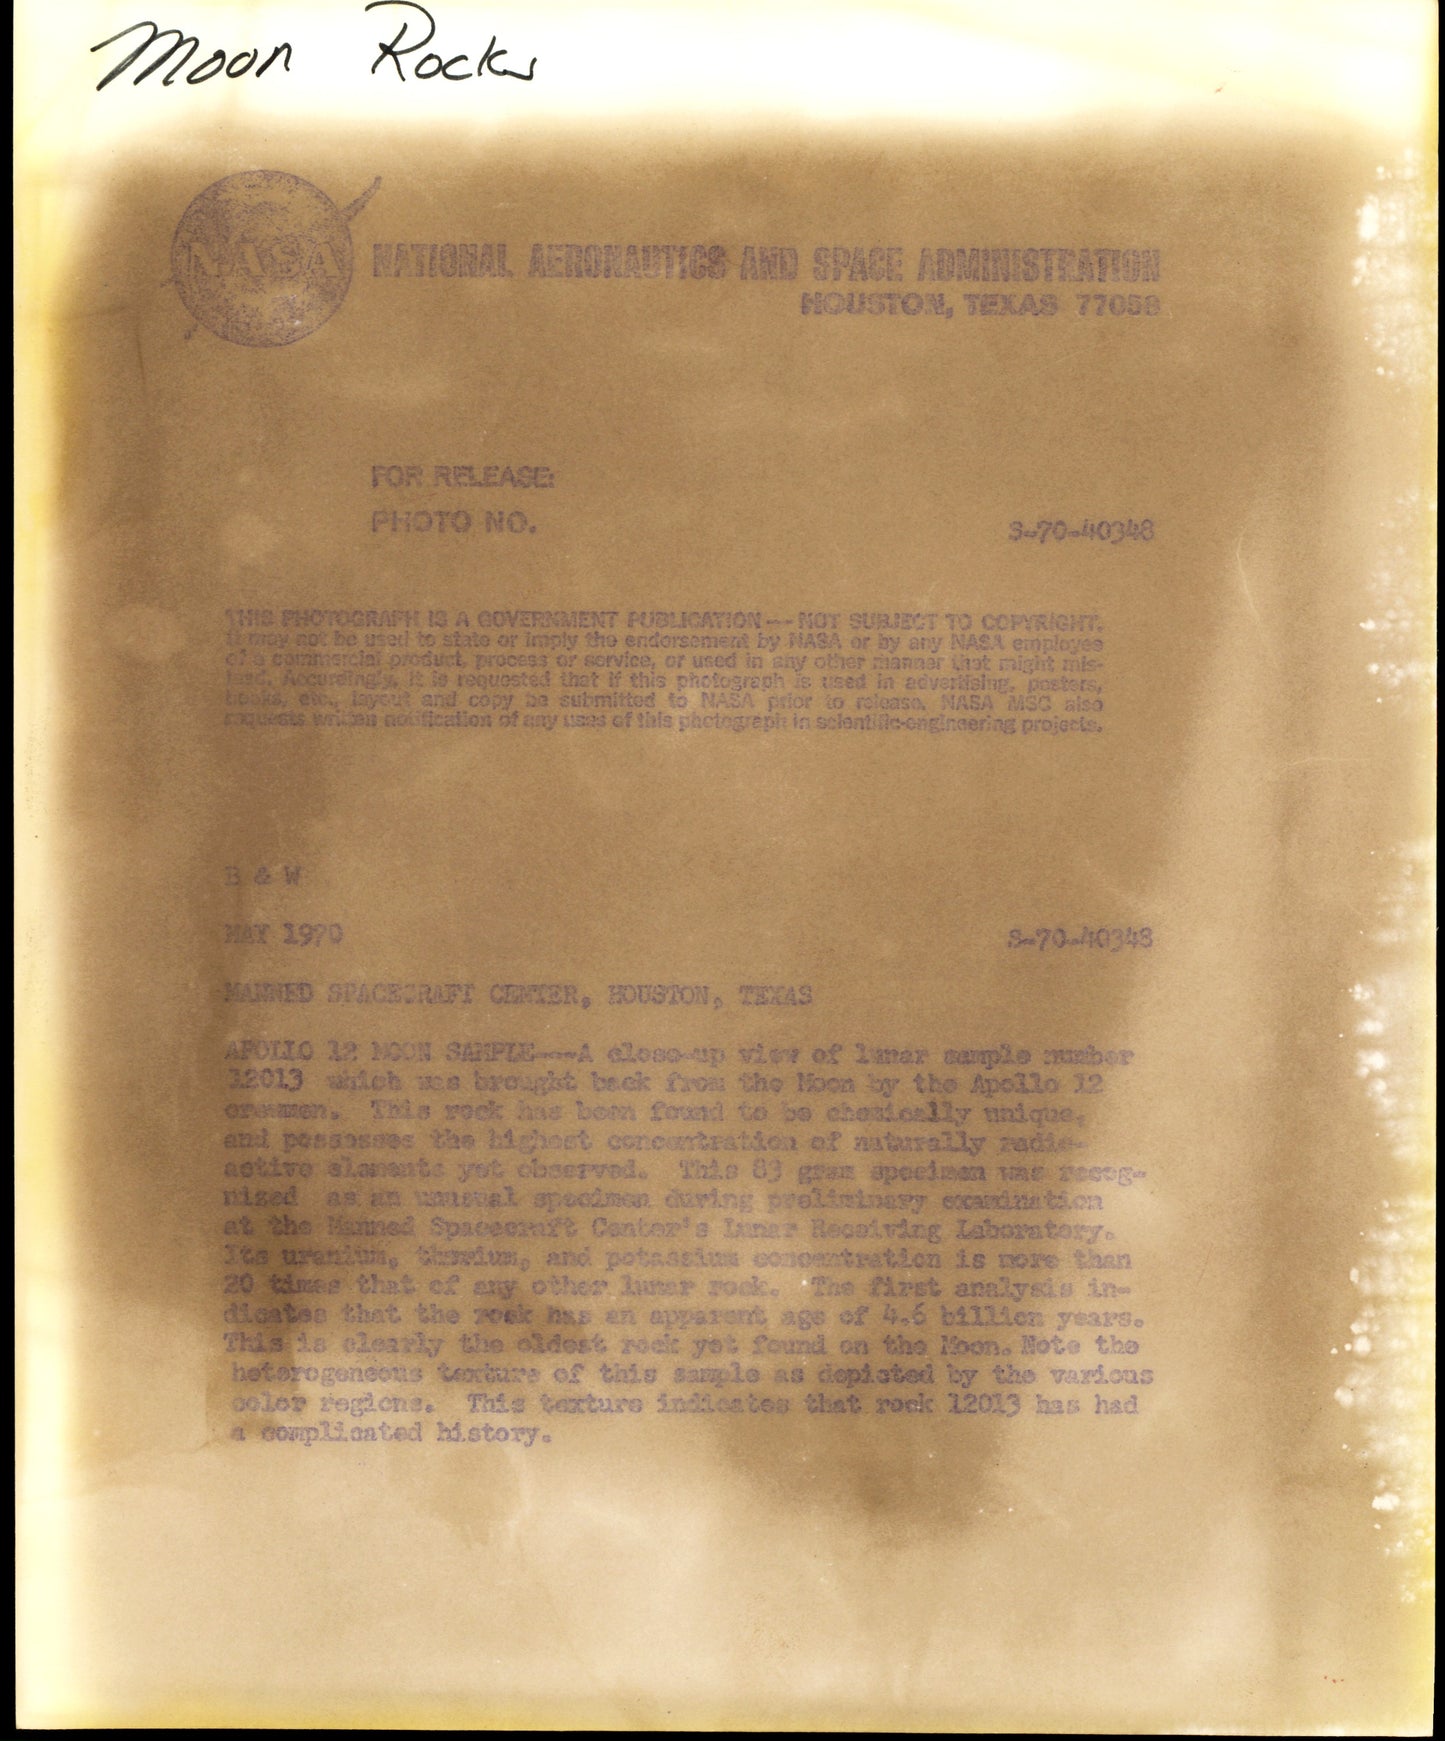 Moon Rocks
NASA
NATIONAL AERONAUTICS AND SPACE ADMINISTRATION
HOUSTON, TEXAS 77058
FOR RELEASE:
PHOTO NO. S-70-40348
THIS PHOTOGRAPH IS A GOVERNMENT PUBLICATION--NOT SUBJECT TO COPYRIGHT.
It may not be used to state or imply the endorsement by NASA or by any NASA employee
of a commercial product, process or service, or used in any other manner that might mis-
lead. Accordingly, it is requested that if this photograph is used in advertising, posters,
books, etc., layout and copy be submitted to NASA prior to release. NASA MSC also
requests written notification of any uses of this photograph in scientific-engineering projects.
B & W
MAY 1970 S-70-40348
MANNED SPACECRAFT CENTER, HOUSTON, TEXAS
APOLLO 12 MOON SAMPLE---A close-up view of lunar sample number
12013 which was brought back from the Moon by the Apollo 12
crewmen. This rock has been found to be chemically unique,
and possesses the highest concentration of naturally radio-
active elements yet observed. This 83 gram specimen was recog-
nized as an unusual specimen during preliminary examination
at the Manned Spacecraft Center's Lunar Receiving Laboratory.
Its uranium, thorium, and potassium concentration is more than
20 times that of any other lunar rock. The first analysis in-
dicates that the rock has an apparent age of 4.6 billion years.
This is clearly the oldest rock yet found on the Moon. Note the
heterogeneous texture of this sample as depicted by the various
color regions. This texture indicates that rock 12013 has had
a complicated history.